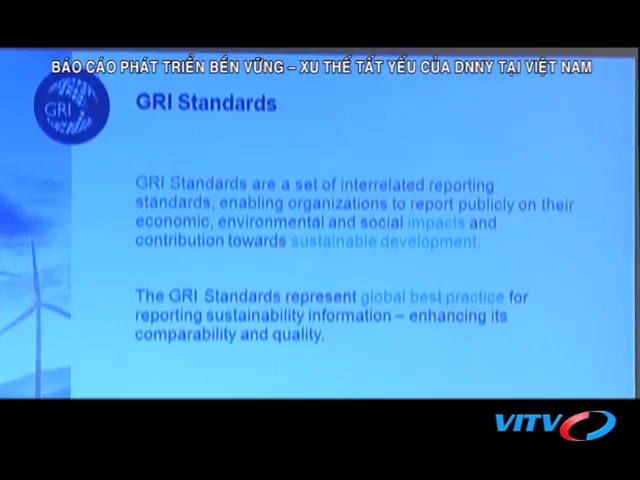 BÁO CÁO PHÁT TRIỂN BỀN VỮNG – XU THẾ TẤT YẾU CỦA DNNY TẠI VIỆT NAM
GRI
GRI Standards
GRI Standards are a set of interrelated reporting
standards, enabling organizations to report publicly on their
economic, environmental and social impacts and
contribution towards sustainable development.
The GRI Standards represent global best practice for
reporting sustainability information – enhancing its
comparability and quality.
VITV